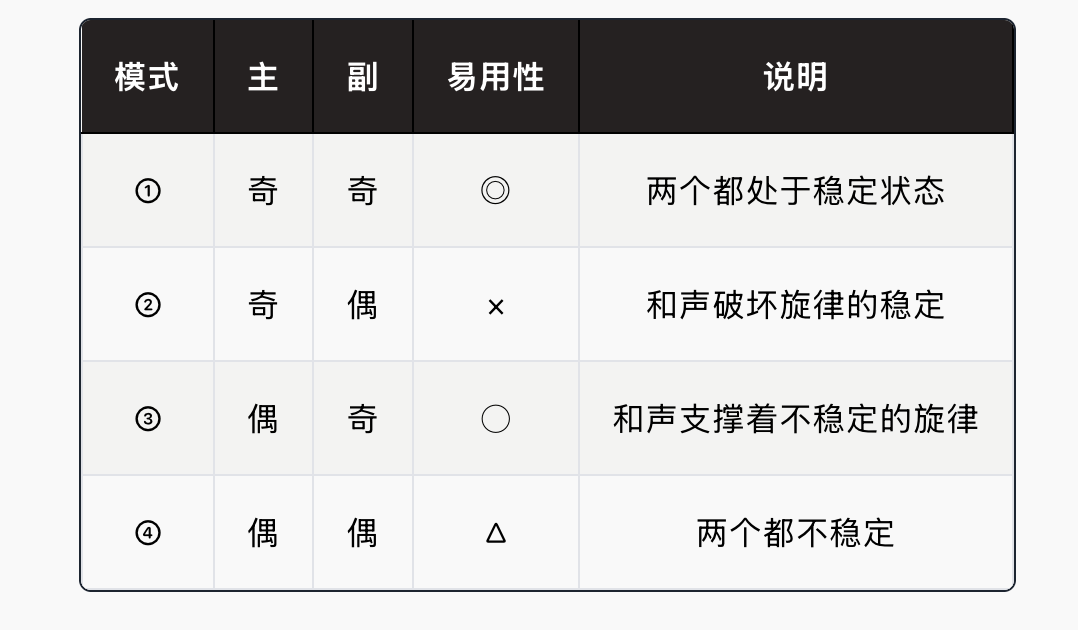 模式 主 副 易用性 说明
① 奇 奇 ◎ 两个都处于稳定状态
② 奇 偶 × 和声破坏旋律的稳定
③ 偶 奇 ○ 和声支撑着不稳定的旋律
④ 偶 偶 △ 两个都不稳定